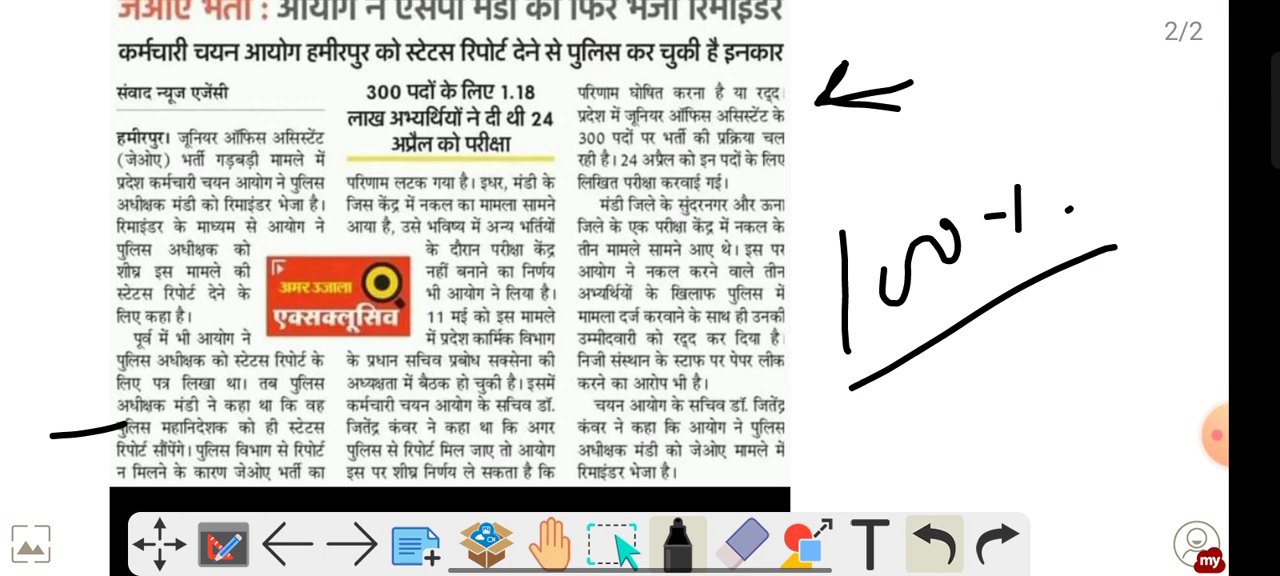 जेओए भर्ती : आयोग ने एसपी मंडी को फिर भेजा रिमाइंडर
2/2
कर्मचारी चयन आयोग हमीरपुर को स्टेटस रिपोर्ट देने से पुलिस कर चुकी है इनकार
संवाद न्यूज एजेंसी
हमीरपुर। जूनियर ऑफिस असिस्टेंट
(जेओए) भर्ती गड़बड़ी मामले में
प्रदेश कर्मचारी चयन आयोग ने पुलिस
अधीक्षक मंडी को रिमाइंडर भेजा है।
रिमाइंडर के माध्यम से आयोग ने
पुलिस अधीक्षक को
शीघ्र इस मामले की
स्टेटस रिपोर्ट देने के
लिए कहा है।
पूर्व में भी आयोग ने
पुलिस अधीक्षक को स्टेटस रिपोर्ट के
लिए पत्र लिखा था। तब पुलिस
अधीक्षक मंडी ने कहा था कि वह
पुलिस महानिदेशक को ही स्टेटस
रिपोर्ट सौंपेंगे। पुलिस विभाग से रिपोर्ट
न मिलने के कारण जेओए भर्ती का
300 पदों के लिए 1.18
लाख अभ्यर्थियों ने दी थी 24
अप्रैल को परीक्षा
परिणाम लटक गया है। इधर, मंडी के
जिस केंद्र में नकल का मामला सामने
आया है, उसे भविष्य में अन्य भर्तियों
के दौरान परीक्षा केंद्र
नहीं बनाने का निर्णय
भी आयोग ने लिया है।
11 मई को इस मामले
में प्रदेश कार्मिक विभाग
के प्रधान सचिव प्रबोध सक्सेना की
अध्यक्षता में बैठक हो चुकी है। इसमें
कर्मचारी चयन आयोग के सचिव डॉ.
जितेंद्र कंवर ने कहा था कि अगर
पुलिस से रिपोर्ट मिल जाए तो आयोग
इस पर शीघ्र निर्णय ले सकता है कि
अमर उजाला
एक्सक्लूसिव
परिणाम घोषित करना है या रद्द।
प्रदेश में जूनियर ऑफिस असिस्टेंट के
300 पदों पर भर्ती की प्रक्रिया चल
रही है। 24 अप्रैल को इन पदों के लिए
लिखित परीक्षा करवाई गई।
मंडी जिले के सुंदरनगर और ऊना
जिले के एक परीक्षा केंद्र में नकल के
तीन मामले सामने आए थे। इस पर
आयोग ने नकल करने वाले तीन
अभ्यर्थियों के खिलाफ पुलिस में
मामला दर्ज करवाने के साथ ही उनकी
उम्मीदवारी को रद्द कर दिया है।
निजी संस्थान के स्टाफ पर पेपर लीक
करने का आरोप भी है।
चयन आयोग के सचिव डॉ. जितेंद्र
कंवर ने कहा कि आयोग ने पुलिस
अधीक्षक मंडी को जेओए मामले में
रिमाइंडर भेजा है।
T
my